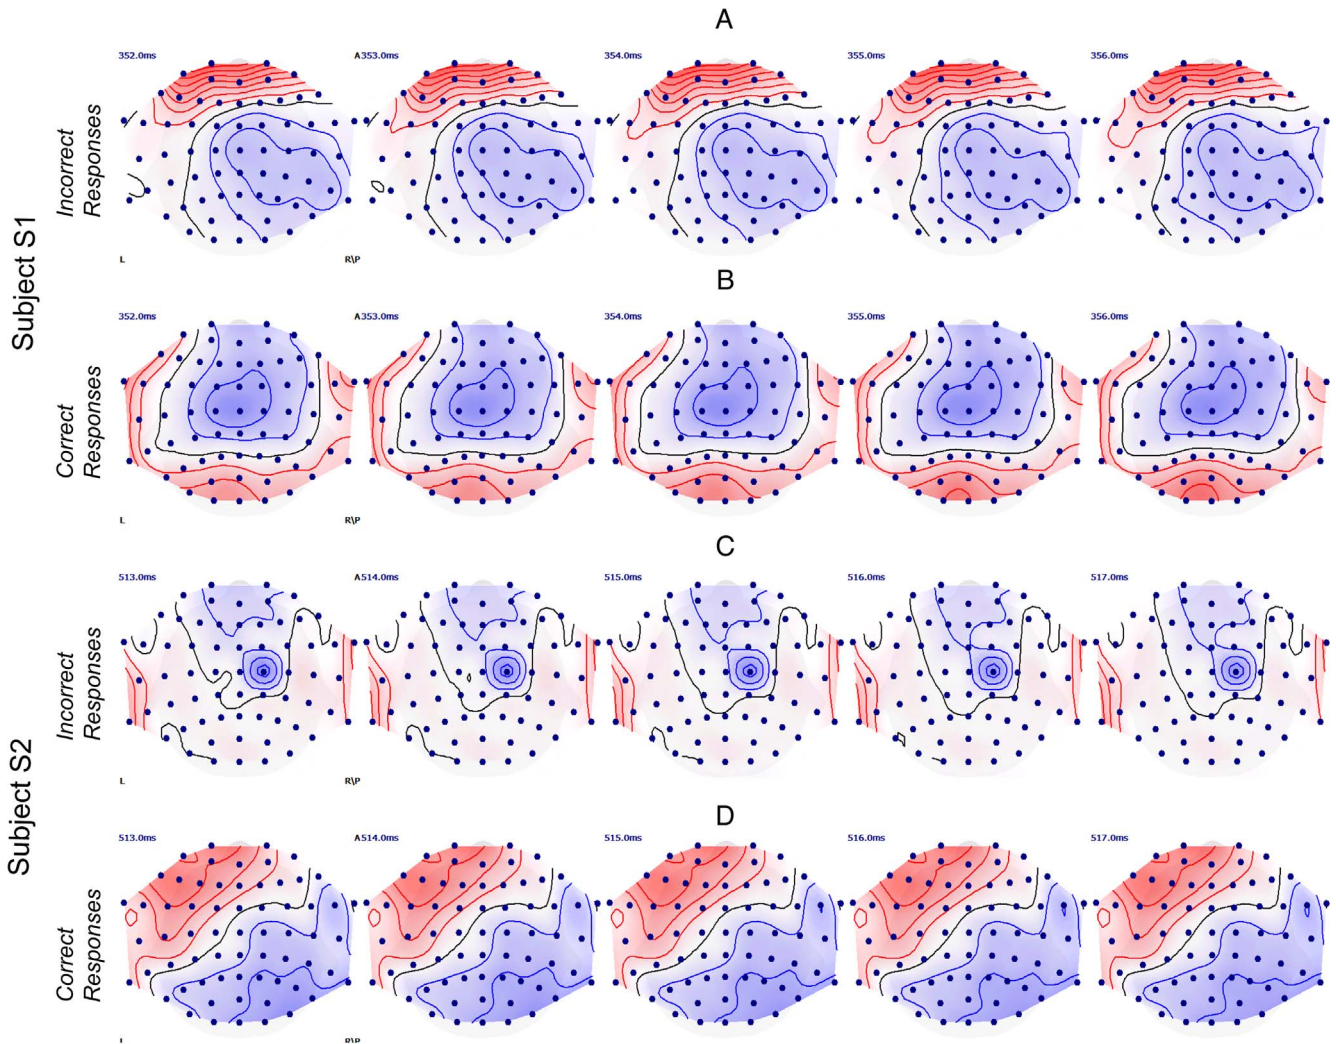 A
352.0ms
A353.0ms
354.0ms
355.0ms
356.0ms
Incorrect
Responses
L
R\P
Subject S1
B
352.0ms
A353.0ms
354.0ms
355.0ms
356.0ms
Correct
Responses
L
R\P
C
513.0ms
A514.0ms
515.0ms
516.0ms
517.0ms
Incorrect
Responses
L
R\P
Subject S2
D
513.0ms
A514.0ms
515.0ms
516.0ms
517.0ms
Correct
Responses
L
R\P